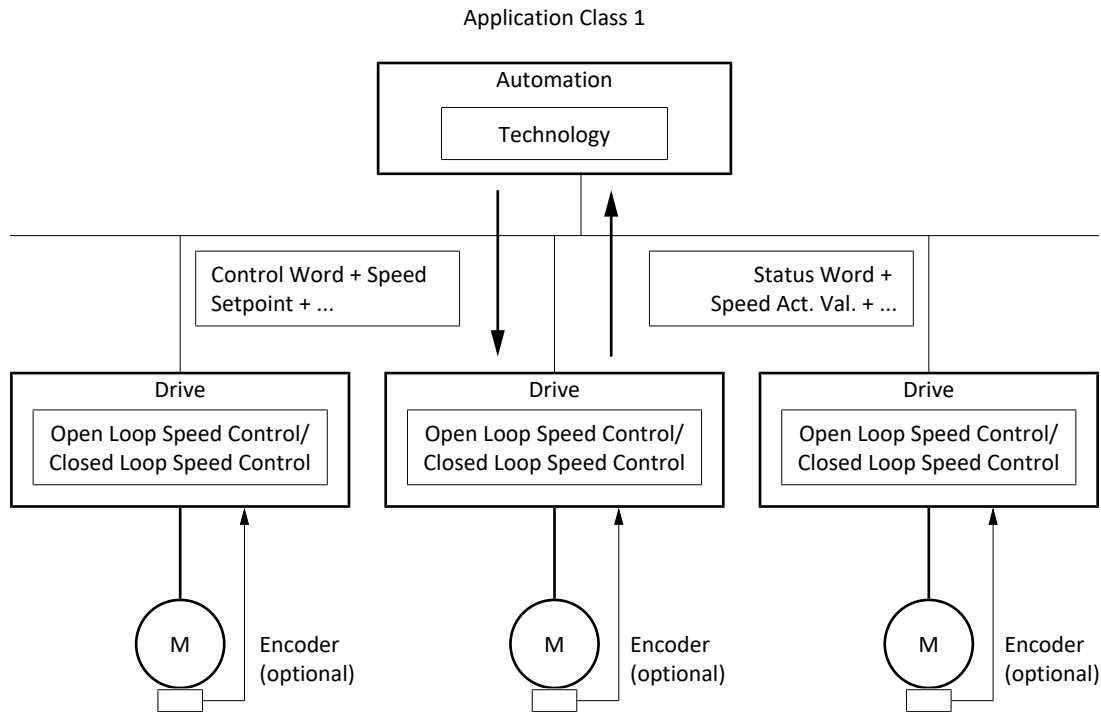 Application Class 1
Automation
Technology
Control Word + Speed
Setpoint + ...
Status Word +
Speed Act. Val. + ...
Drive
Open Loop Speed Control/
Closed Loop Speed Control
Drive
Open Loop Speed Control/
Closed Loop Speed Control
Drive
Open Loop Speed Control/
Closed Loop Speed Control
M
Encoder
(optional)
M
Encoder
(optional)
M
Encoder
(optional)